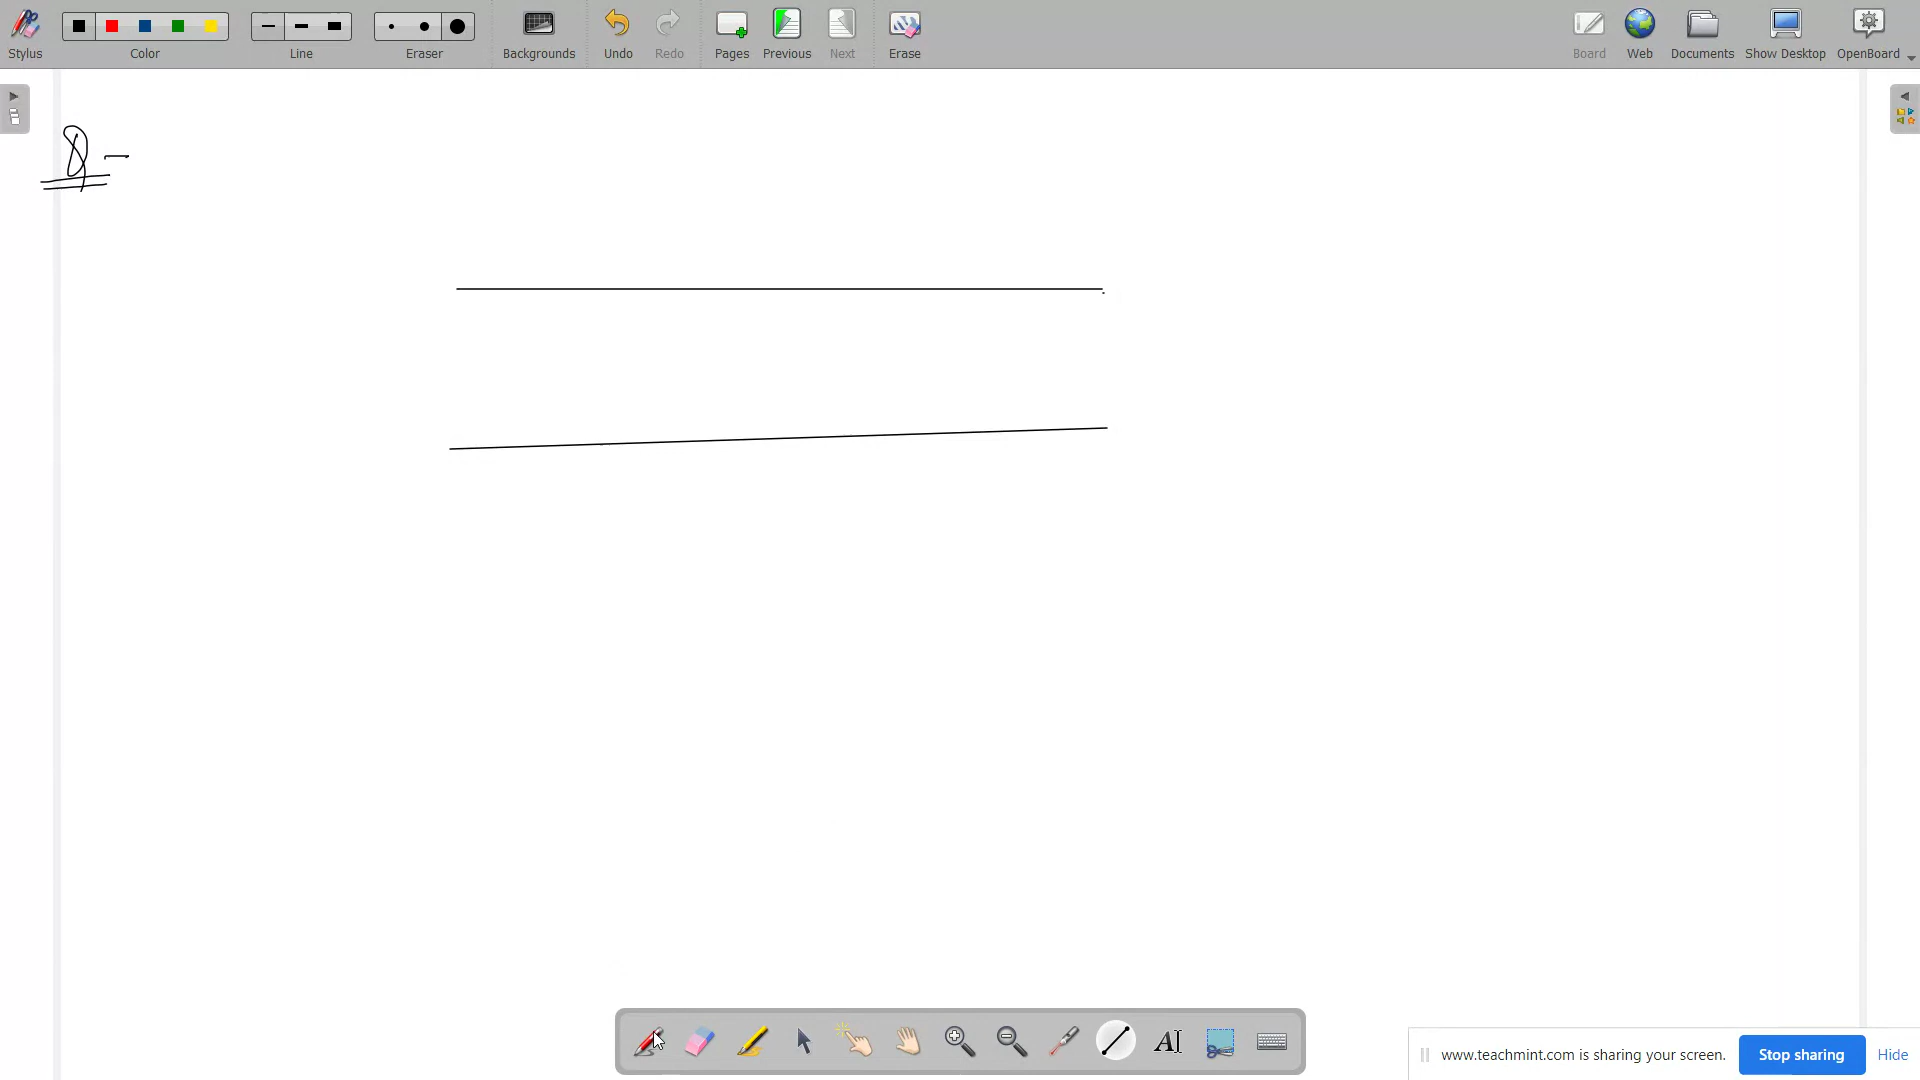 Stylus
Color
Line
Eraser
Backgrounds
Undo
Redo
Pages
Previous
Next
Erase
Board
Web
Documents
Show Desktop
OpenBoard
8 -
A
www.teachmint.com is sharing your screen.
Stop sharing
Hide